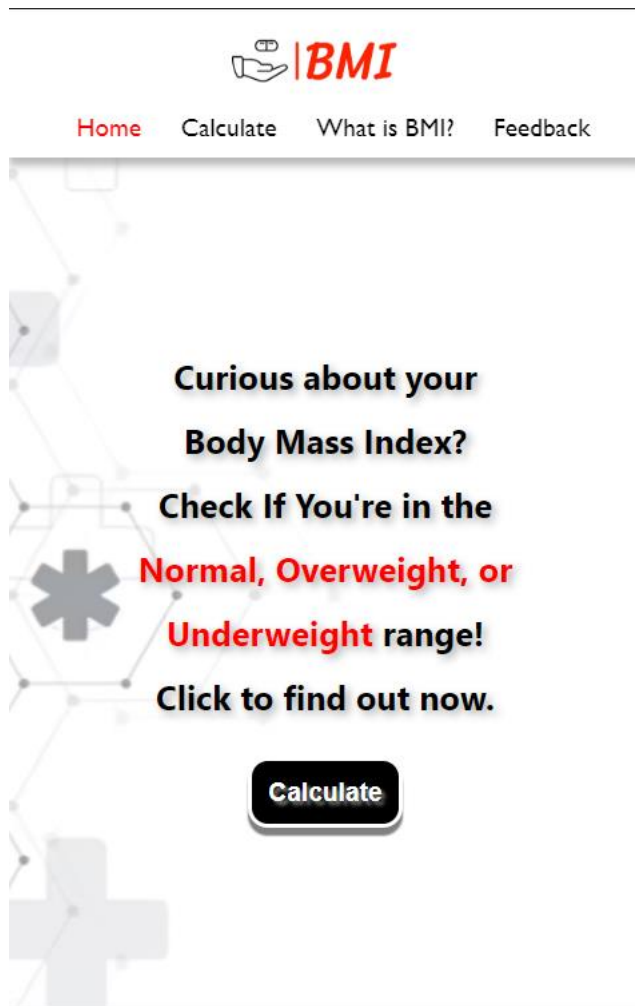 BMI
Home Calculate What is BMI? Feedback
Curious about your
Body Mass Index?
Check If You're in the
Normal, Overweight, or
Underweight range!
Click to find out now.
Calculate